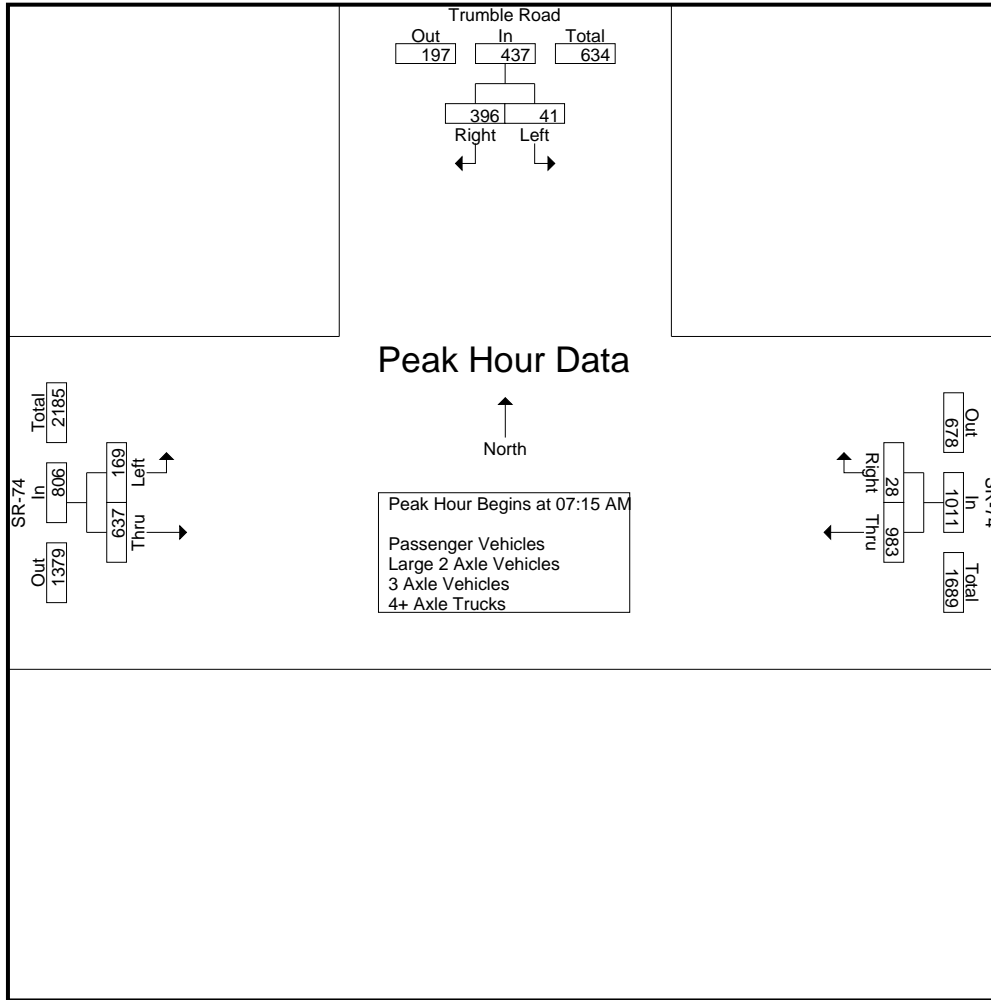 Trumble Road
Out In Total
197 437 634
396 41
Right Left
Peak Hour Data
North
Peak Hour Begins at 07:15 AM
Passenger Vehicles
Large 2 Axle Vehicles
3 Axle Vehicles
4+ Axle Trucks
SR-74
Total In Out
2185 806 1379
169 637
Left Thru
SR-74
Out In Total
678 1011 1689
28 983
Right Thru